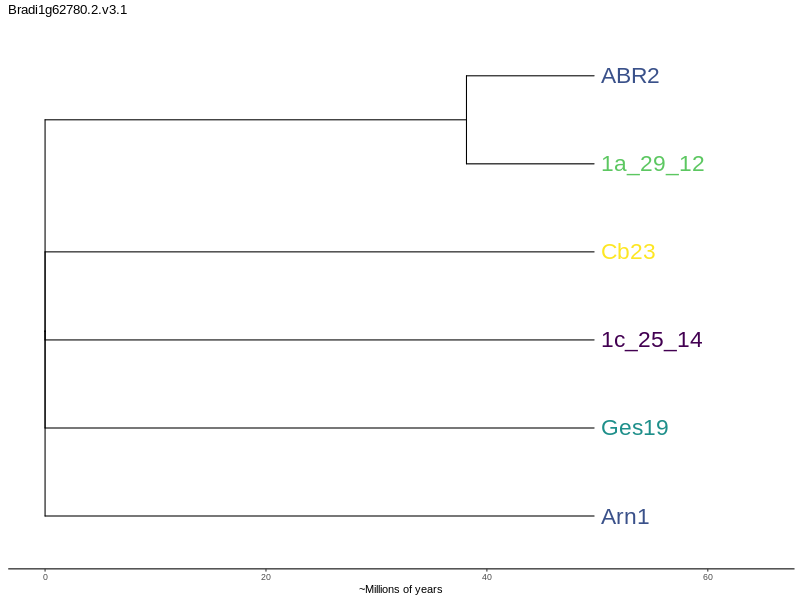 Bradi1g62780.2.v3.1
ABR2
1a_29_12
Cb23
1c_25_14
Ges19
Arn1
0 20 40 60
~Millions of years